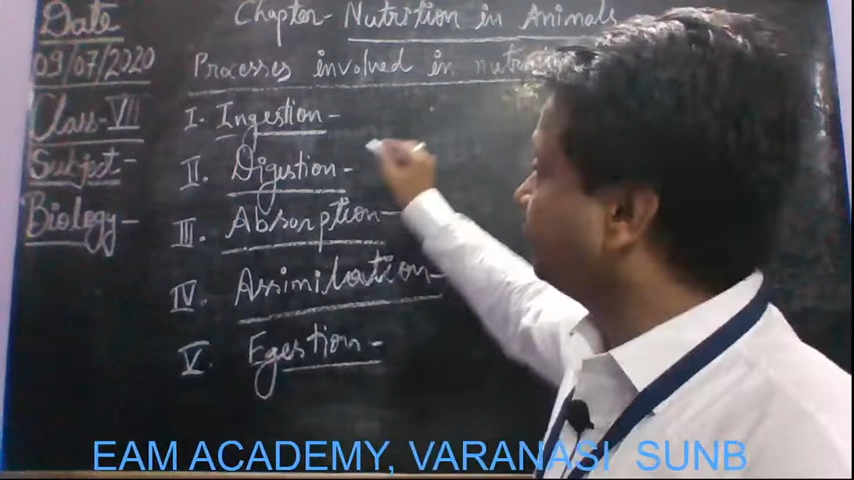 Date
09/07/2020
Class-VII
Subject-
Biology-
Chapter- Nutrition in Animals
Processes involved in
I. Ingestion-
II. Digestion-
III. Absorption-
IV. Assimilation-
V. Egestion-
EAM ACADEMY, VARANASI SUNB